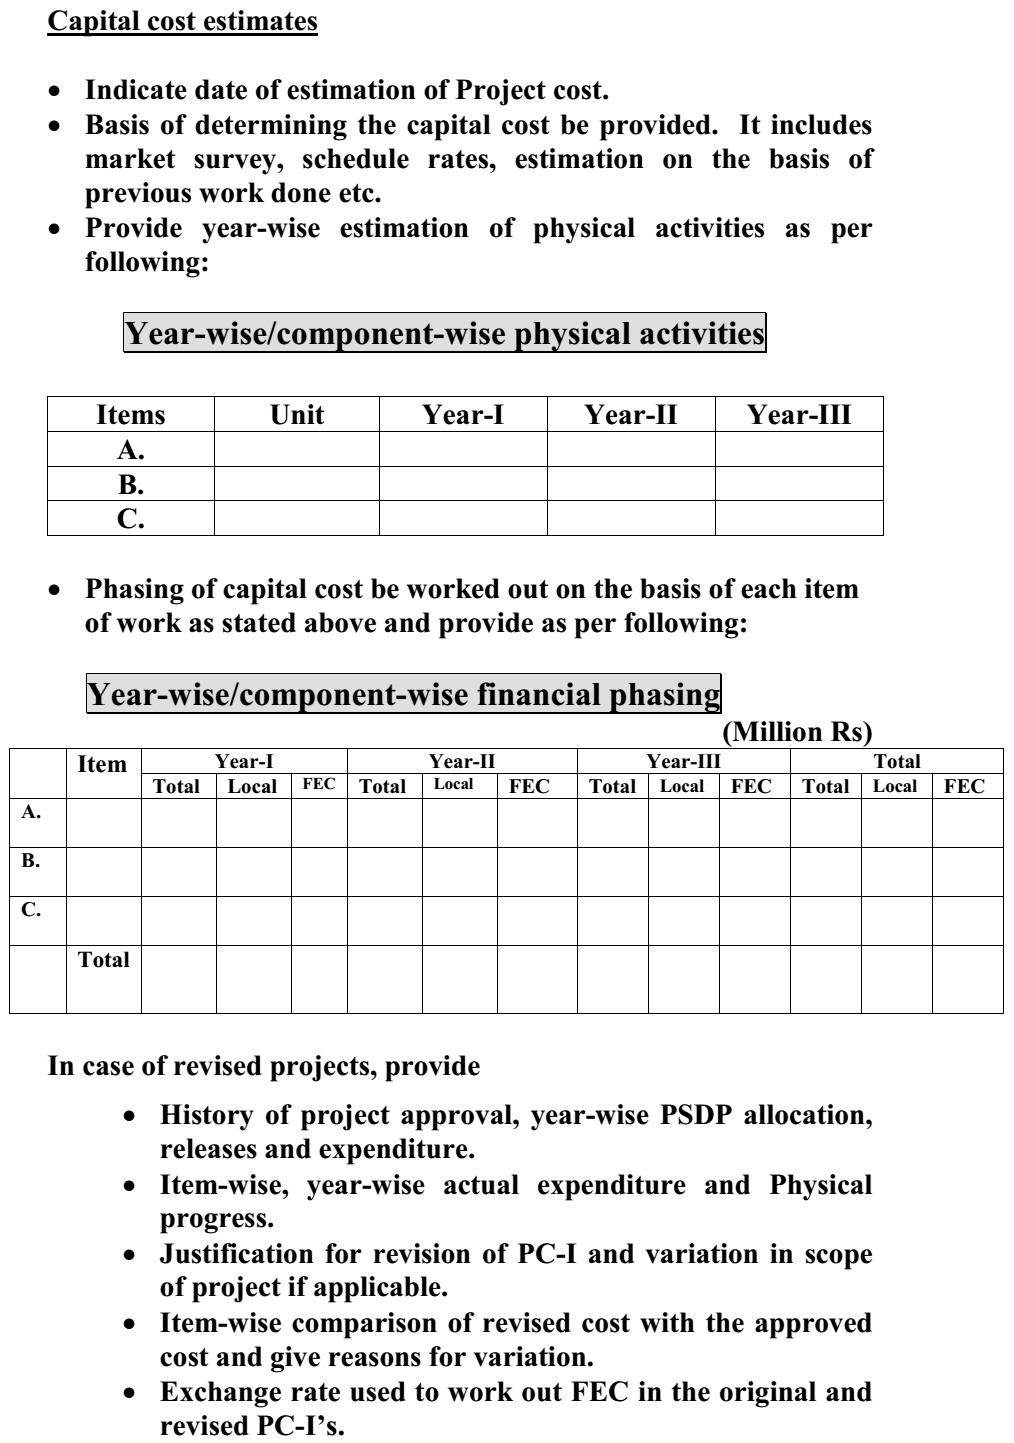 Capital cost estimates
• Indicate date of estimation of Project cost.
• Basis of determining the capital cost be provided. It includes
market survey, schedule rates, estimation on the basis of
previous work done etc.
• Provide year-wise estimation of physical activities as per
following:
Year-wise/component-wise physical activities
Items Unit Year-I Year-II Year-III
A.
B.
C.
• Phasing of capital cost be worked out on the basis of each item
of work as stated above and provide as per following:
Year-wise/component-wise financial phasing
(Million Rs)
Item Year-I Year-II Year-III Total
Total Local FEC Total Local FEC Total Local FEC Total Local FEC
A.
B.
C.
Total
In case of revised projects, provide
• History of project approval, year-wise PSDP allocation,
releases and expenditure.
• Item-wise, year-wise actual expenditure and Physical
progress.
• Justification for revision of PC-I and variation in scope
of project if applicable.
• Item-wise comparison of revised cost with the approved
cost and give reasons for variation.
• Exchange rate used to work out FEC in the original and
revised PC-I’s.